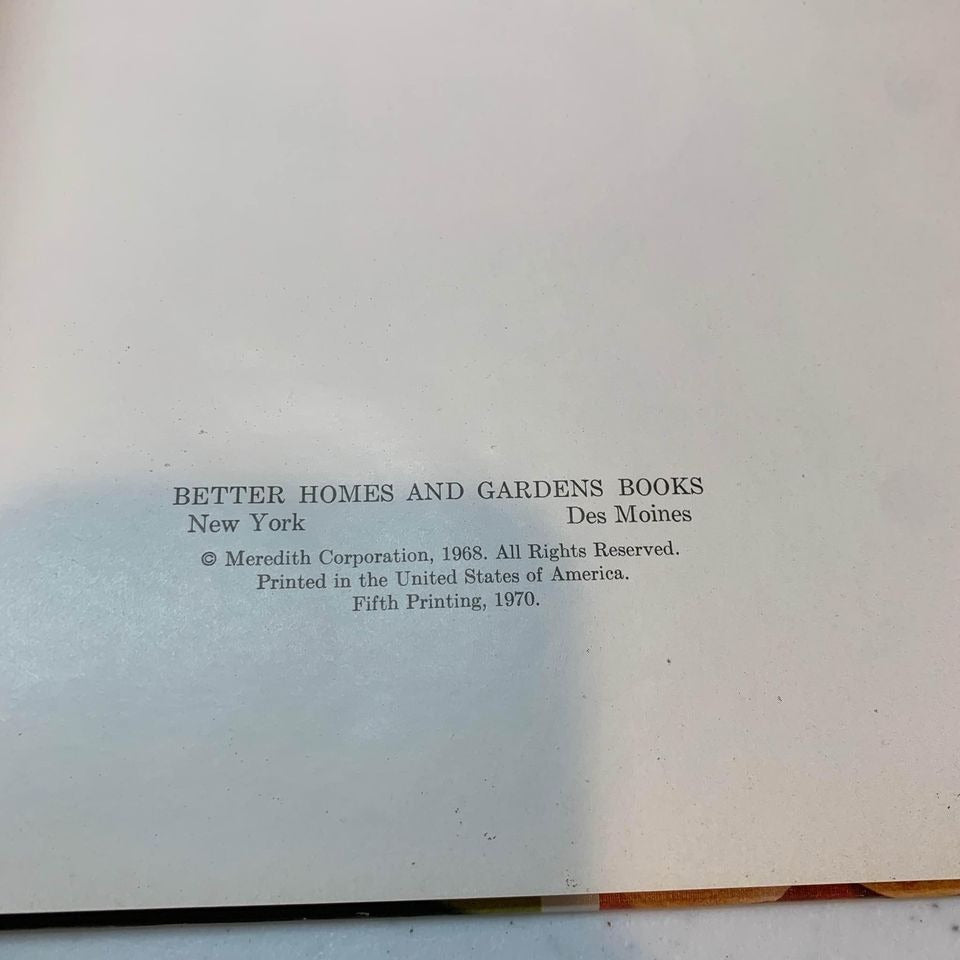 BETTER HOMES AND GARDENS BOOKS
New York Des Moines
© Meredith Corporation, 1968. All Rights Reserved.
Printed in the United States of America.
Fifth Printing, 1970.